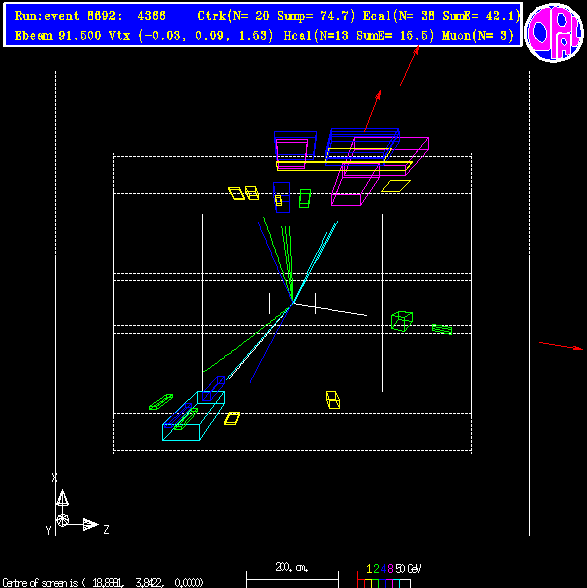 Run:event 8692: 4366 Ctrk(N= 20 Sump= 74.7) Ecal(N= 38 SumE= 42.1)
Ebeam 91.500 Vtx (-0.03, 0.09, 1.53) Hcal(N=13 SumE= 15.5) Muon(N= 3)
OPAL
X
Y
Z
200. cm.
1 2 4 8 50 GeV
Centre of screen is ( 18.8991, 3.8422, 0.0000)